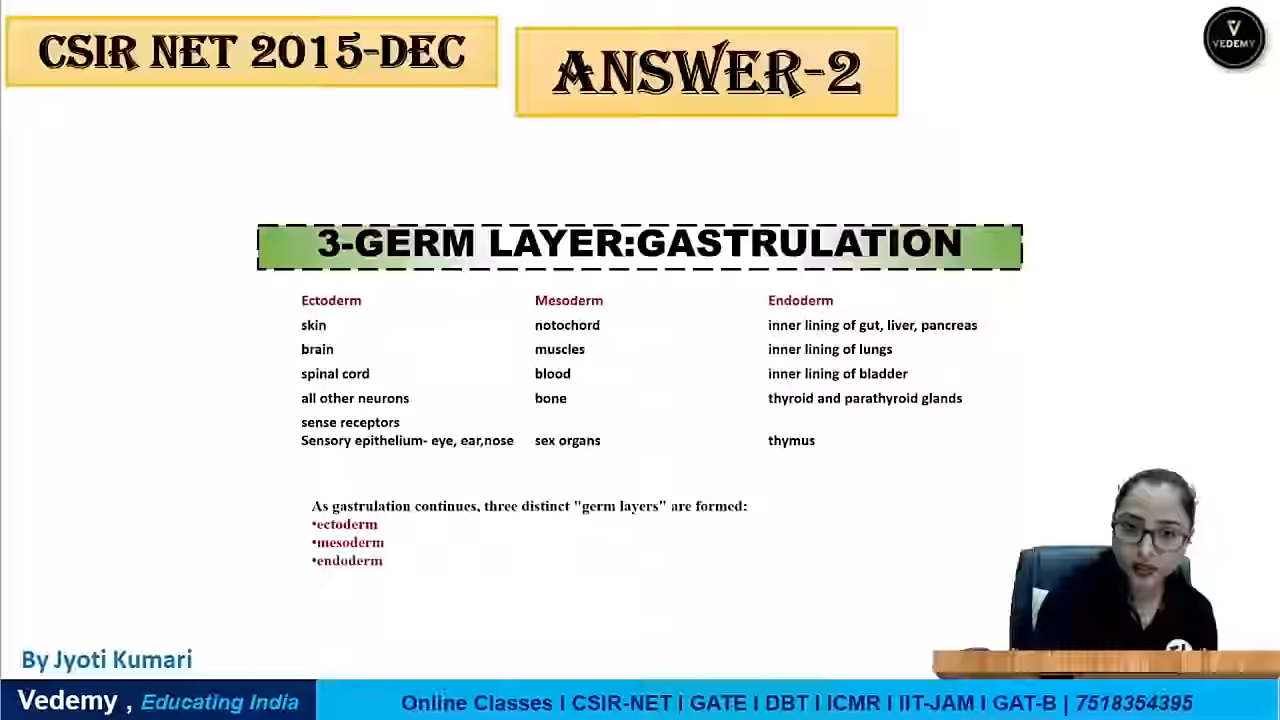 CSIR NET 2015-DEC
ANSWER-2
VEDEMY
3-GERM LAYER:GASTRULATION
Ectoderm Mesoderm Endoderm
skin notochord inner lining of gut, liver, pancreas
brain muscles inner lining of lungs
spinal cord blood inner lining of bladder
all other neurons bone thyroid and parathyroid glands
sense receptors
Sensory epithelium- eye, ear,nose sex organs thymus
As gastrulation continues, three distinct "germ layers" are formed:
•ectoderm
•mesoderm
•endoderm
By Jyoti Kumari
Vedemy , Educating India
Online Classes I CSIR-NET I GATE I DBT I ICMR I IIT-JAM I GAT-B | 7518354395